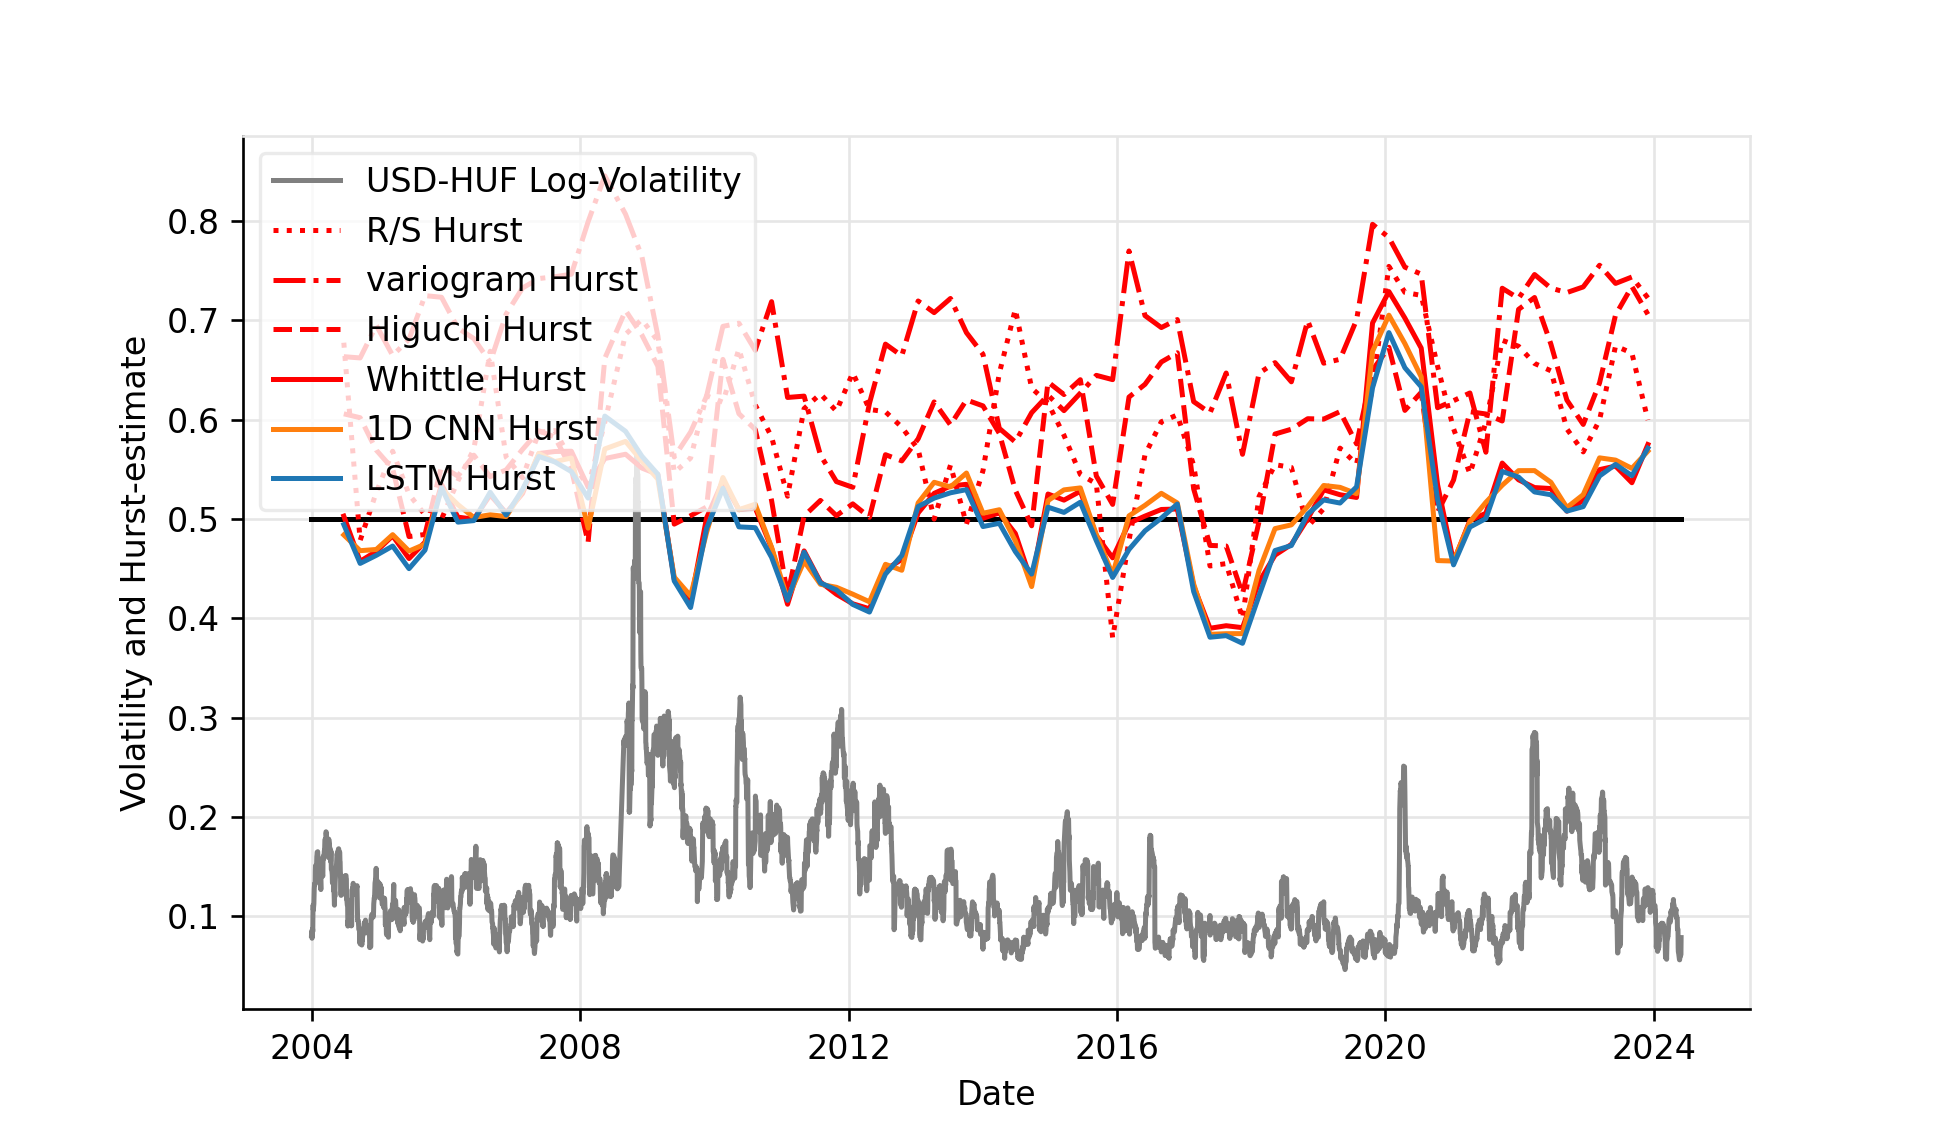 USD-HUF Log-Volatility
R/S Hurst
variogram Hurst
Higuchi Hurst
Whittle Hurst
1D CNN Hurst
LSTM Hurst
Volatility and Hurst-estimate
0.8
0.7
0.6
0.5
0.4
0.3
0.2
0.1
2004 2008 2012 2016 2020 2024
Date